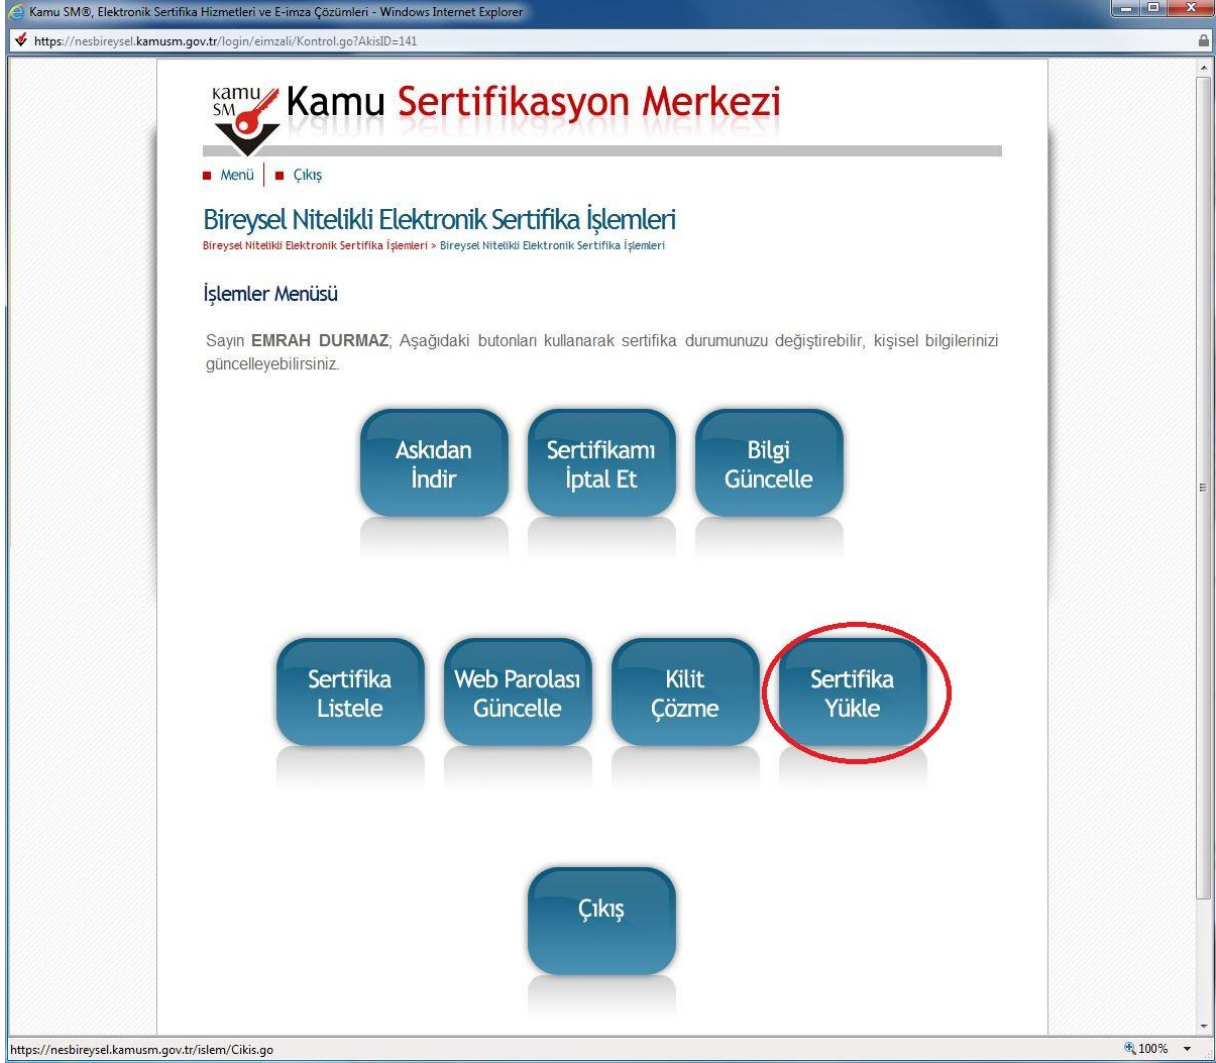 Kamu SM®, Elektronik Sertifika Hizmetleri ve E-imza Çözümleri - Windows Internet Explorer
https://nesbireysel.kamusm.gov.tr/login/eimzali/Kontrol.go?AkisID=141
Kamu SM
Kamu Sertifikasyon Merkezi
Menü
Çıkış
Bireysel Nitelikli Elektronik Sertifika İşlemleri
Bireysel Nitelikli Elektronik Sertifika İşlemleri > Bireysel Nitelikli Elektronik Sertifika İşlemleri
İşlemler Menüsü
Sayın EMRAH DURMAZ; Aşağıdaki butonları kullanarak sertifika durumunuzu değiştirebilir, kişisel bilgilerinizi
güncelleyebilirsiniz.
Askıdan
İndir
Sertifikamı
İptal Et
Bilgi
Güncelle
Sertifika
Listele
Web Parolası
Güncelle
Kilit
Çözme
Sertifika
Yükle
Çıkış
https://nesbireysel.kamusm.gov.tr/islem/Cikis.go
100%